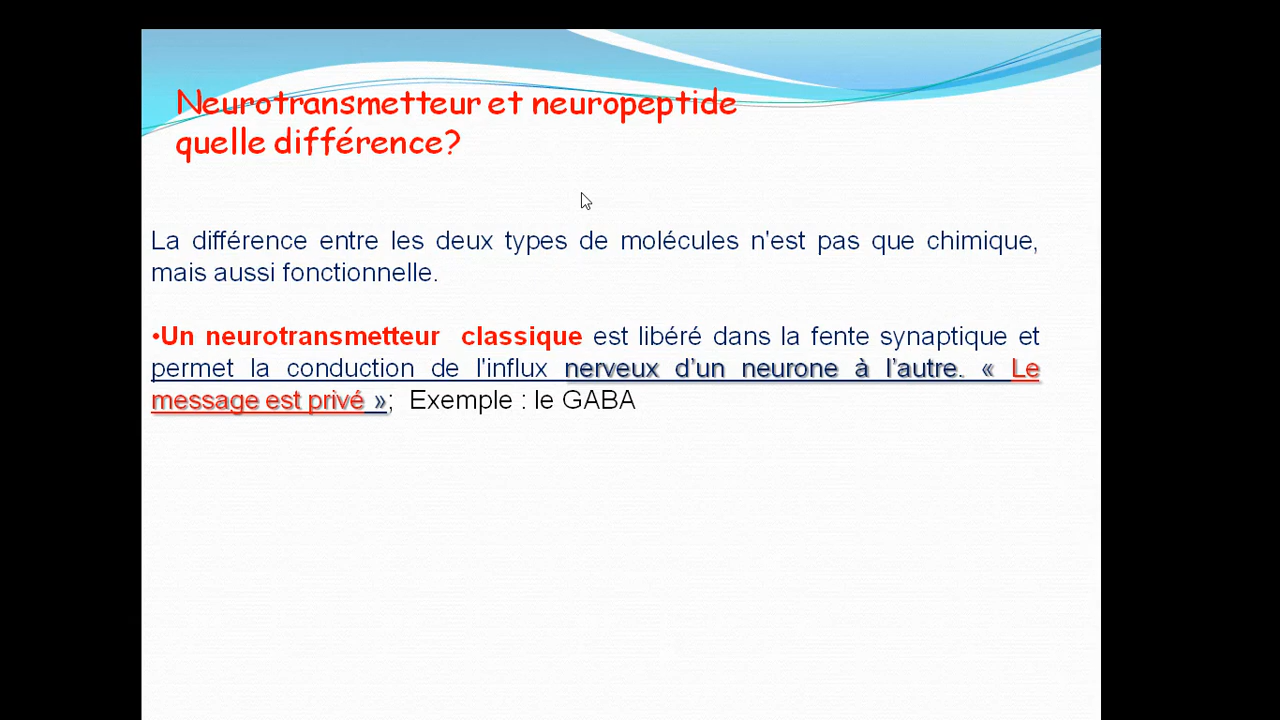 Neurotransmetteur et neuropeptide
quelle différence?
La différence entre les deux types de molécules n'est pas que chimique,
mais aussi fonctionnelle.
•Un neurotransmetteur classique est libéré dans la fente synaptique et
permet la conduction de l'influx nerveux d’un neurone à l’autre. « Le
message est privé »; Exemple : le GABA